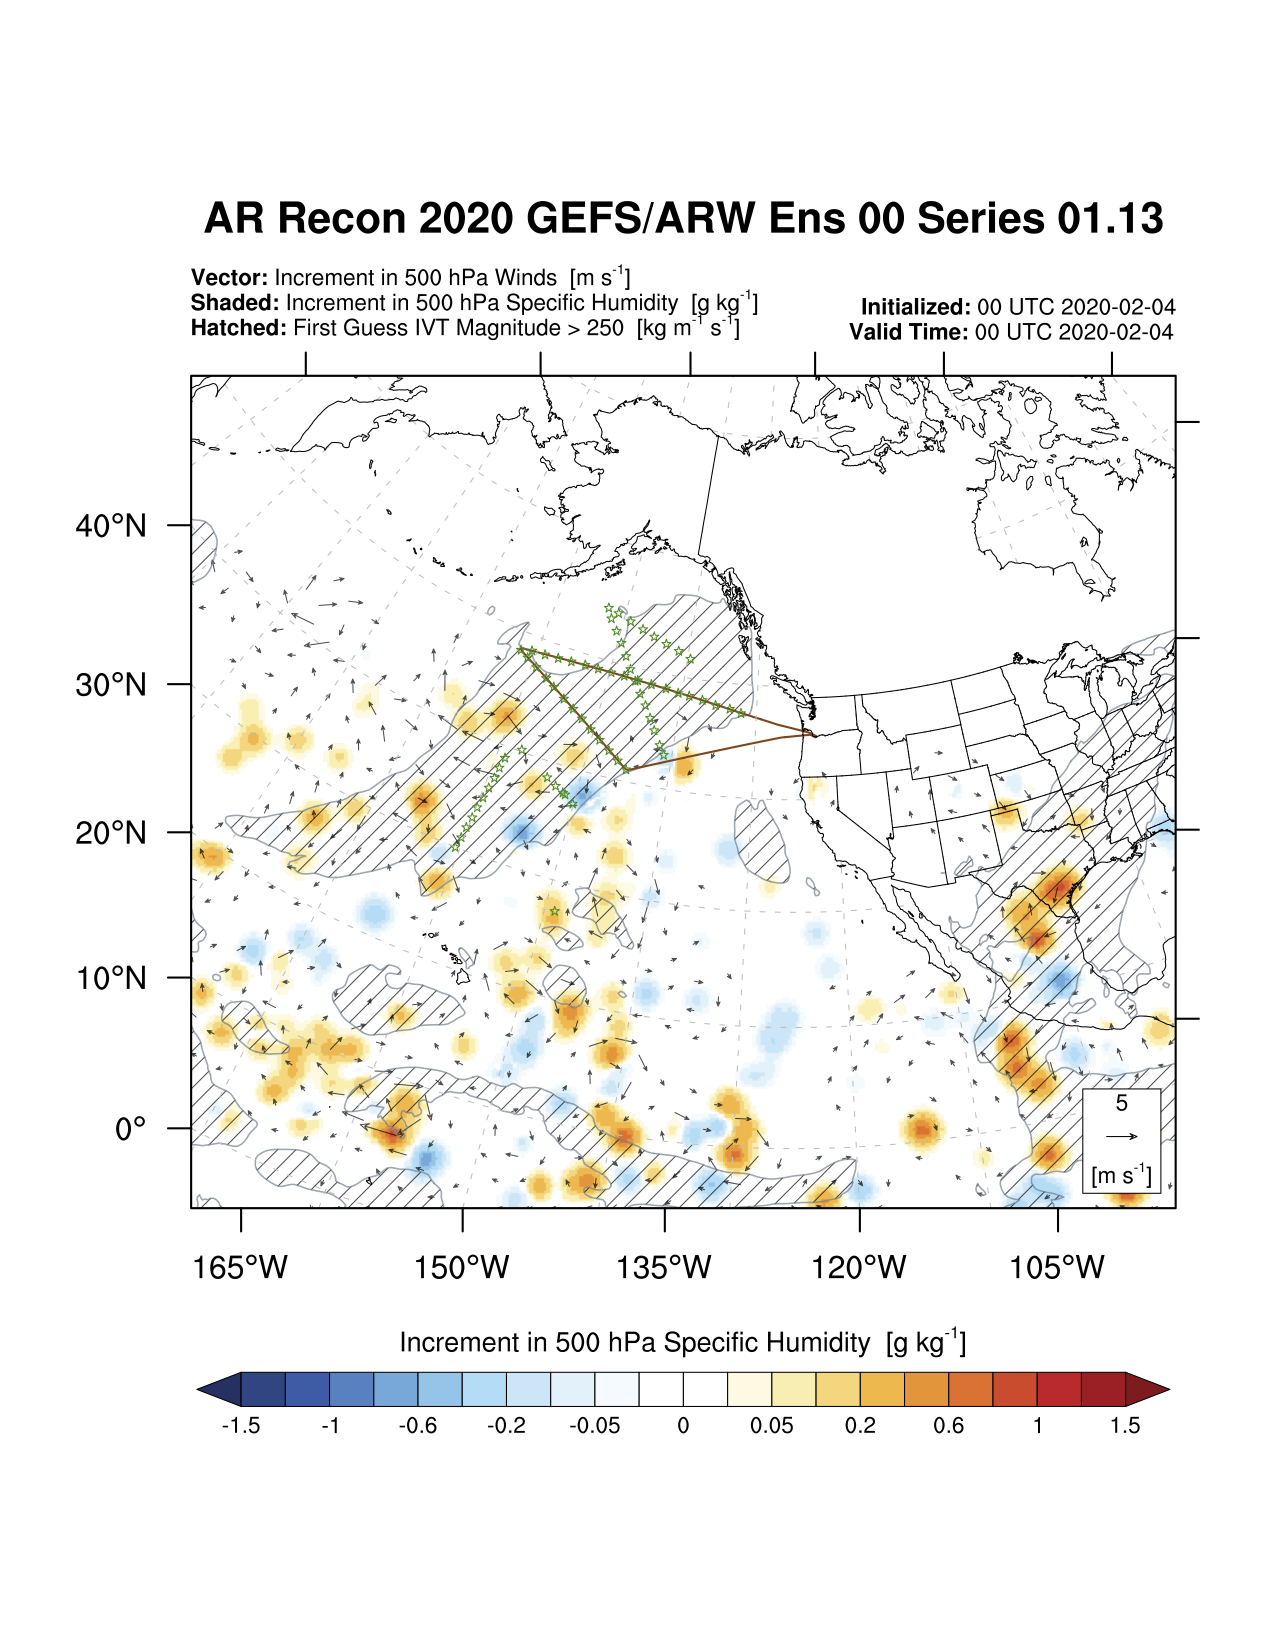 AR Recon 2020 GEFS/ARW Ens 00 Series 01.13
Vector: Increment in 500 hPa Winds [m s⁻¹]
Shaded: Increment in 500 hPa Specific Humidity [g kg⁻¹]
Hatched: First Guess IVT Magnitude > 250 [kg m⁻¹ s⁻¹]
Initialized: 00 UTC 2020-02-04
Valid Time: 00 UTC 2020-02-04
40°N
30°N
20°N
10°N
0°
5
[m s⁻¹]
165°W 150°W 135°W 120°W 105°W
Increment in 500 hPa Specific Humidity [g kg⁻¹]
-1.5 -1 -0.6 -0.2 -0.05 0 0.05 0.2 0.6 1 1.5